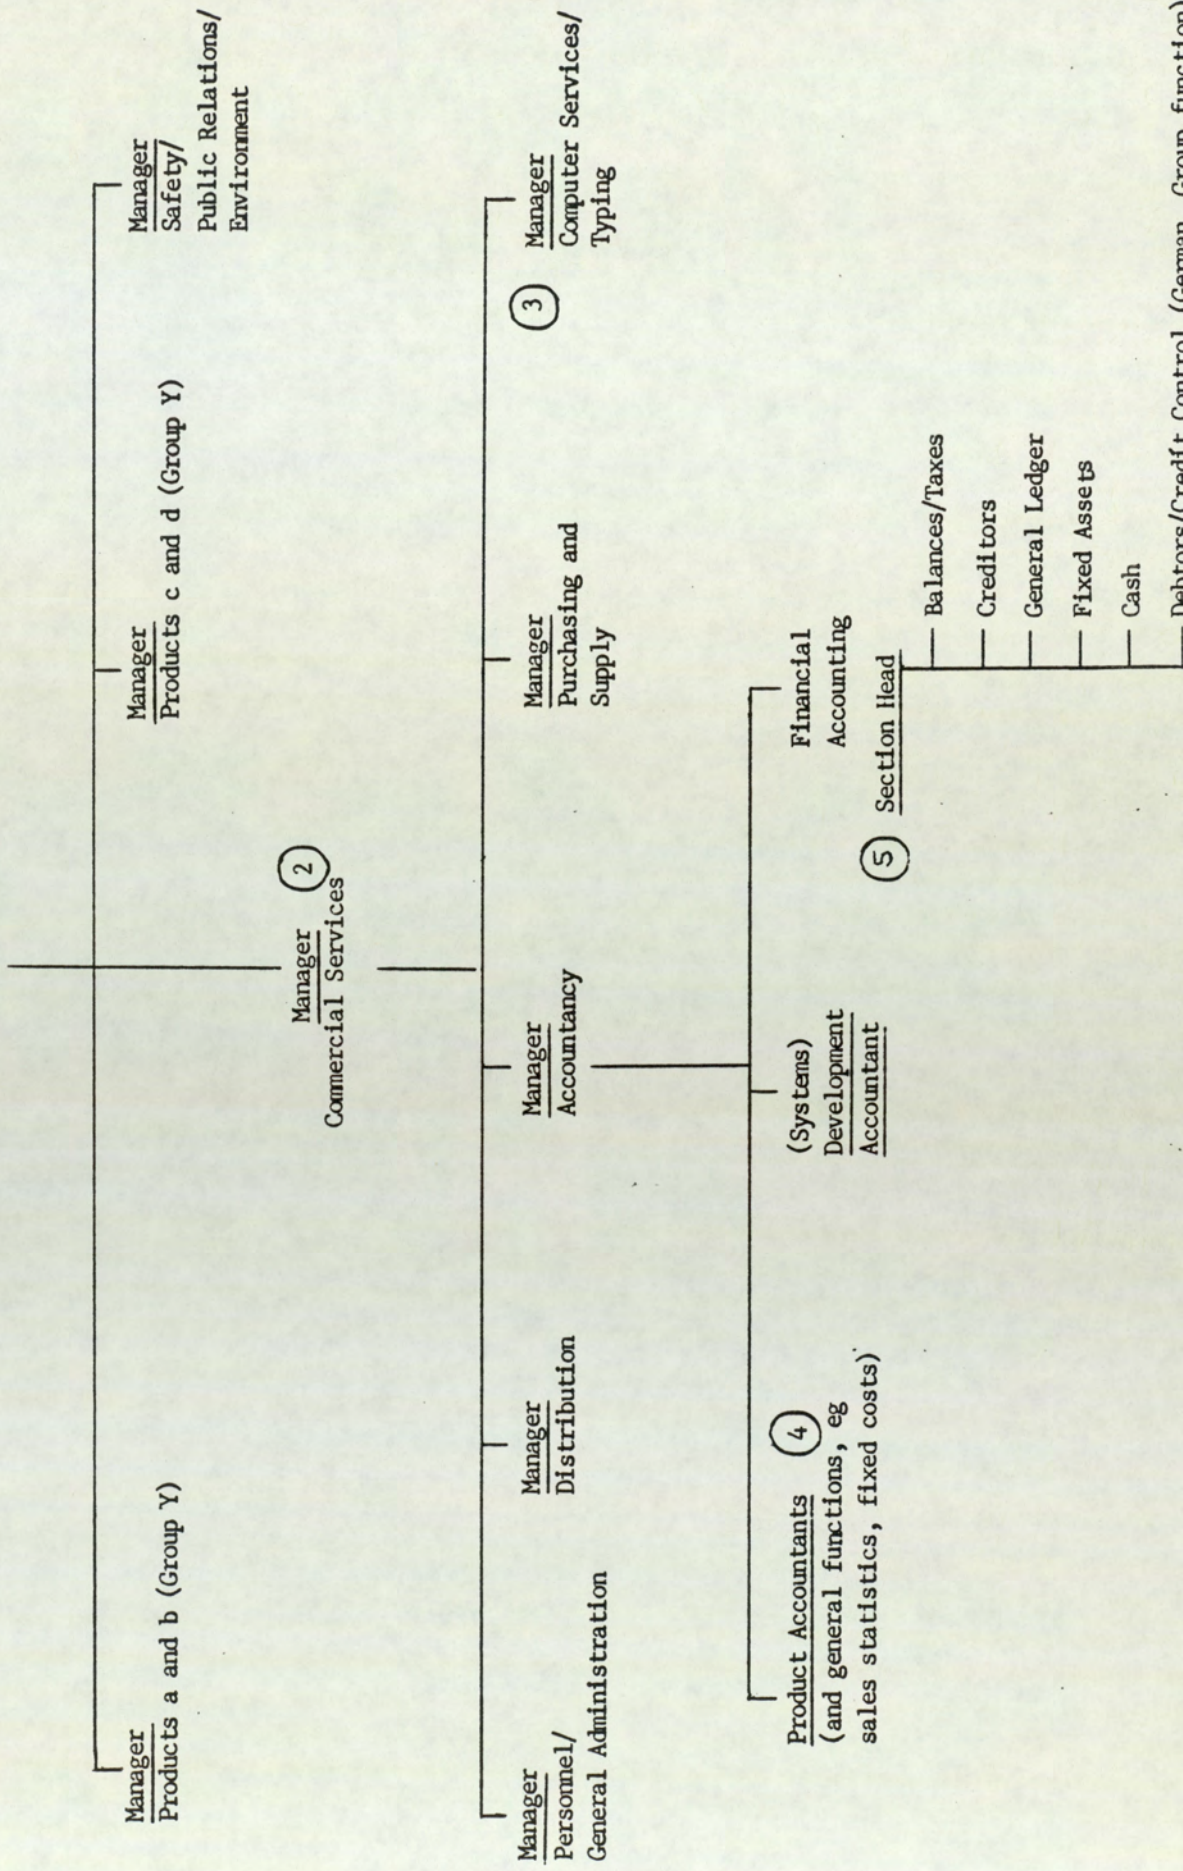 Manager
Products a and b (Group Y)
Manager
Products c and d (Group Y)
Manager
Safety/
Public Relations/
Environment
Manager
2
Commercial Services
Manager
Personnel/
General Administration
Manager
Distribution
Manager
Accountancy
Manager
Purchasing and
Supply
3
Manager
Computer Services/
Typing
Product Accountants
4
(and general functions, eg
sales statistics, fixed costs)
(Systems)
Development
Accountant
Financial
Accounting
5
Section Head
Balances/Taxes
Creditors
General Ledger
Fixed Assets
Cash
Debtors/Credit Control (German Group function)